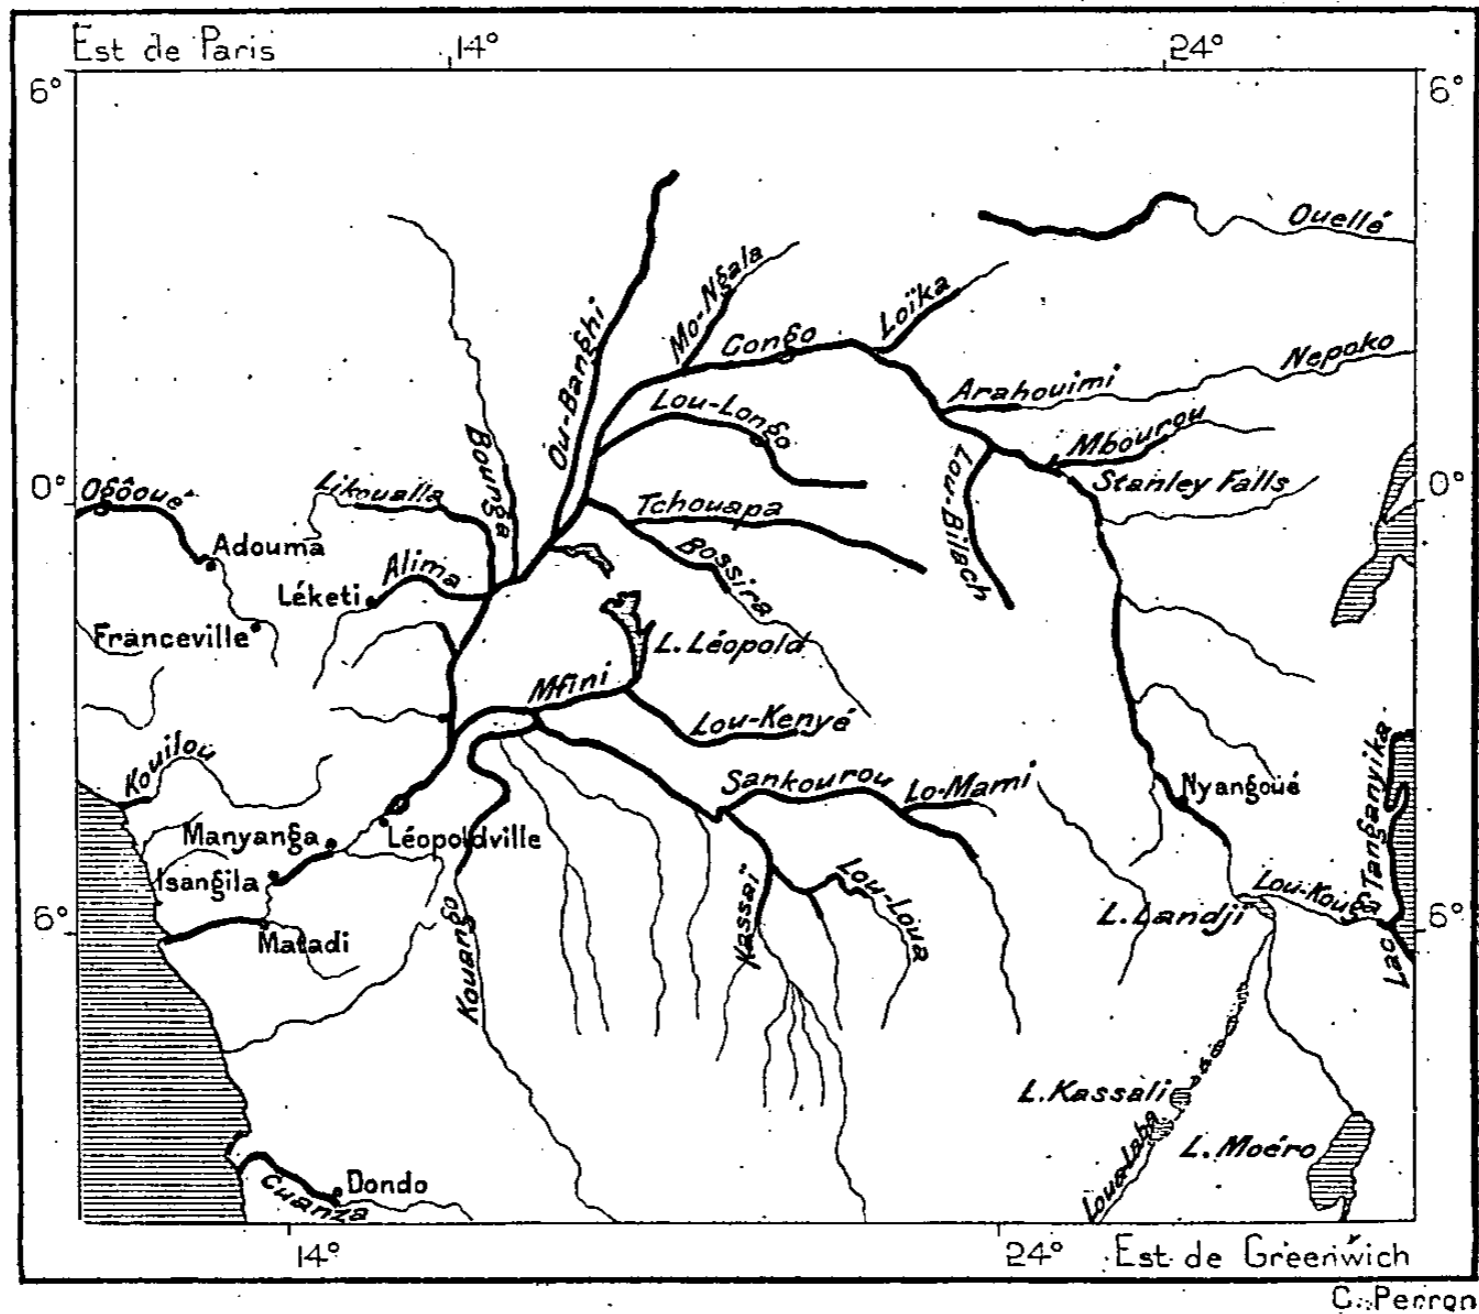 Est de Paris
14°
24°
6°
6°
Ouellé
Mo-Ngala
Loïka
Ou-Banghi
Congo
Nepoko
Arahouimi
Lou-Longo
Mbourou
Bounga
Lou-Bilach
Stanley Falls
0°
0°
Ogôoué
Likoualla
Tchouapa
Adouma
Alima
Bossira
Léketi
Franceville
L. Léopold
Mfini
Lou-Kenyé
Kouilou
Sankourou
Lo-Mami
Nyangoué
Lac Tanganyika
Manyanga
Léopoldville
Isangila
Kassaï
Lou-Loua
Lou-Kouga
L. Landji
6°
6°
Matadi
Kouango
L. Kassali
Loualaba
L. Moéro
Cuanza
Dondo
14°
24°
Est de Greenwich
C. Perron